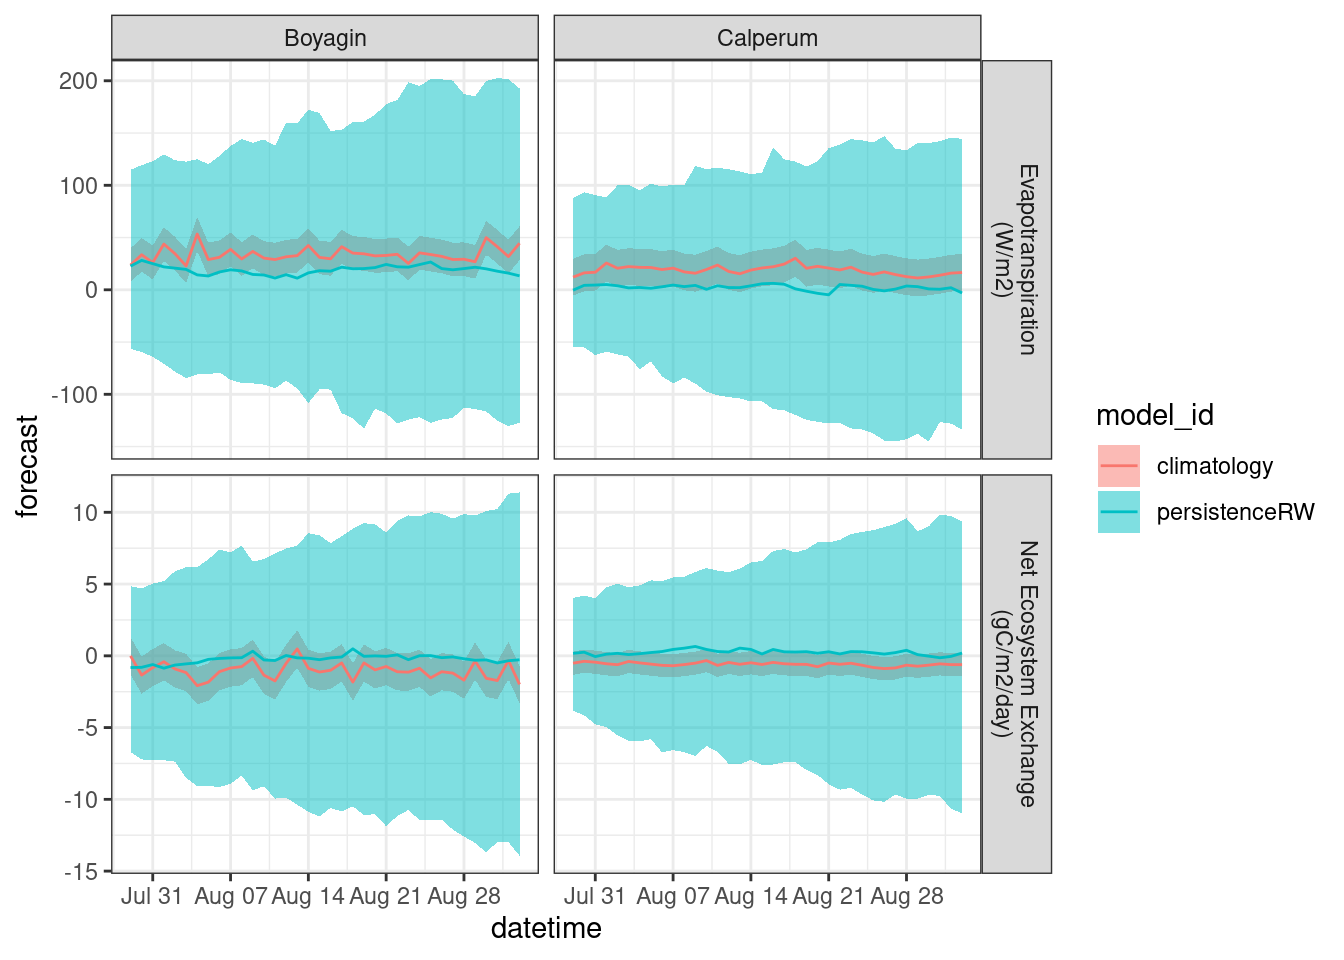 Boyagin
Calperum
200
100
0
-100
Evapotranspiration
(W/m2)
10
5
0
-5
-10
-15
Net Ecosystem Exchange
(gC/m2/day)
forecast
Jul 31 Aug 07 Aug 14 Aug 21 Aug 28
Jul 31 Aug 07 Aug 14 Aug 21 Aug 28
datetime
model_id
climatology
persistenceRW